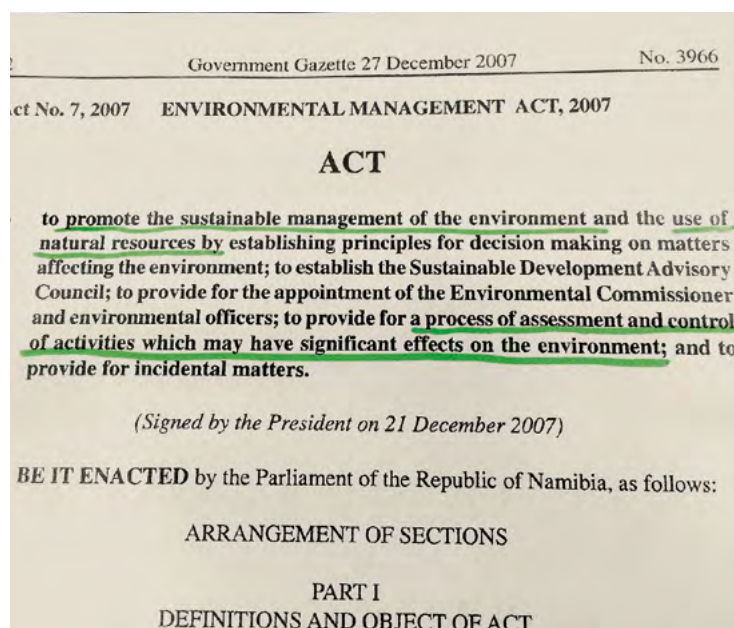 Government Gazette 27 December 2007 No. 3966
ct No. 7, 2007 ENVIRONMENTAL MANAGEMENT ACT, 2007
ACT
to promote the sustainable management of the environment and the use of
natural resources by establishing principles for decision making on matters
affecting the environment; to establish the Sustainable Development Advisory
Council; to provide for the appointment of the Environmental Commissioner
and environmental officers; to provide for a process of assessment and control
of activities which may have significant effects on the environment; and to
provide for incidental matters.
(Signed by the President on 21 December 2007)
BE IT ENACTED by the Parliament of the Republic of Namibia, as follows:
ARRANGEMENT OF SECTIONS
PART I
DEFINITIONS AND OBJECT OF ACT